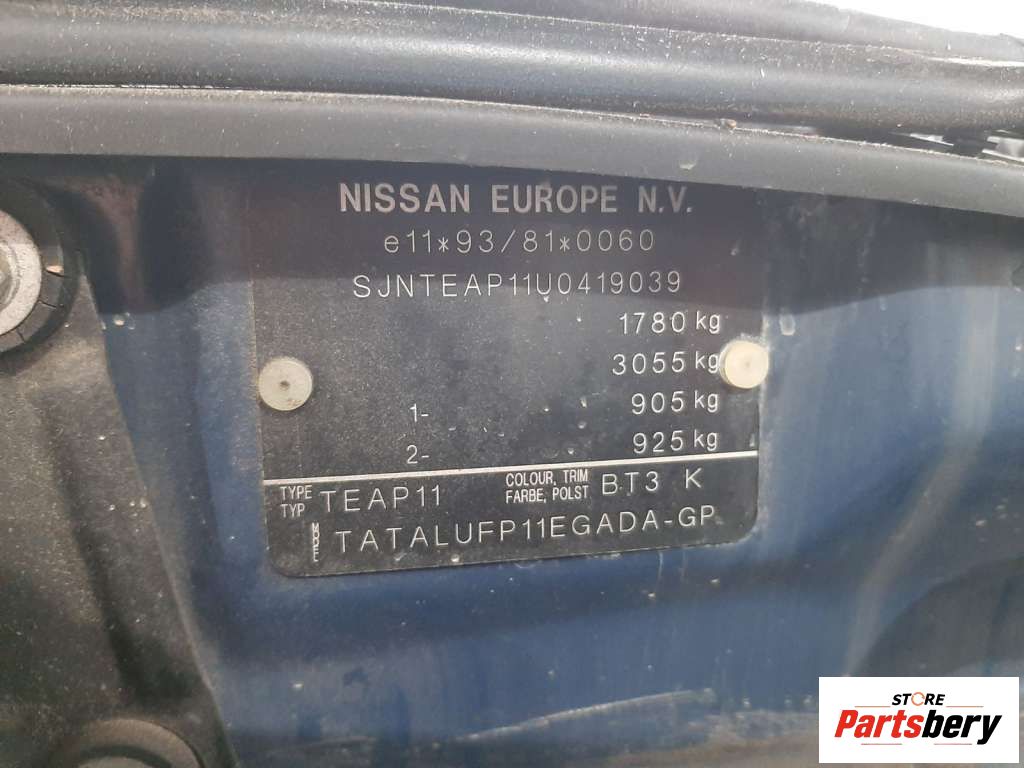 NISSAN EUROPE N.V.
e11*93/81*0060
SJNTEAP11U0419039
1780 kg
3055 kg
1- 905 kg
2- 925 kg
TYPE TYP TEAP11 COLOUR, TRIM FARBE, POLST BT3 K
MODEL TATALUFP11EGADA-GP
STORE
Partsbery